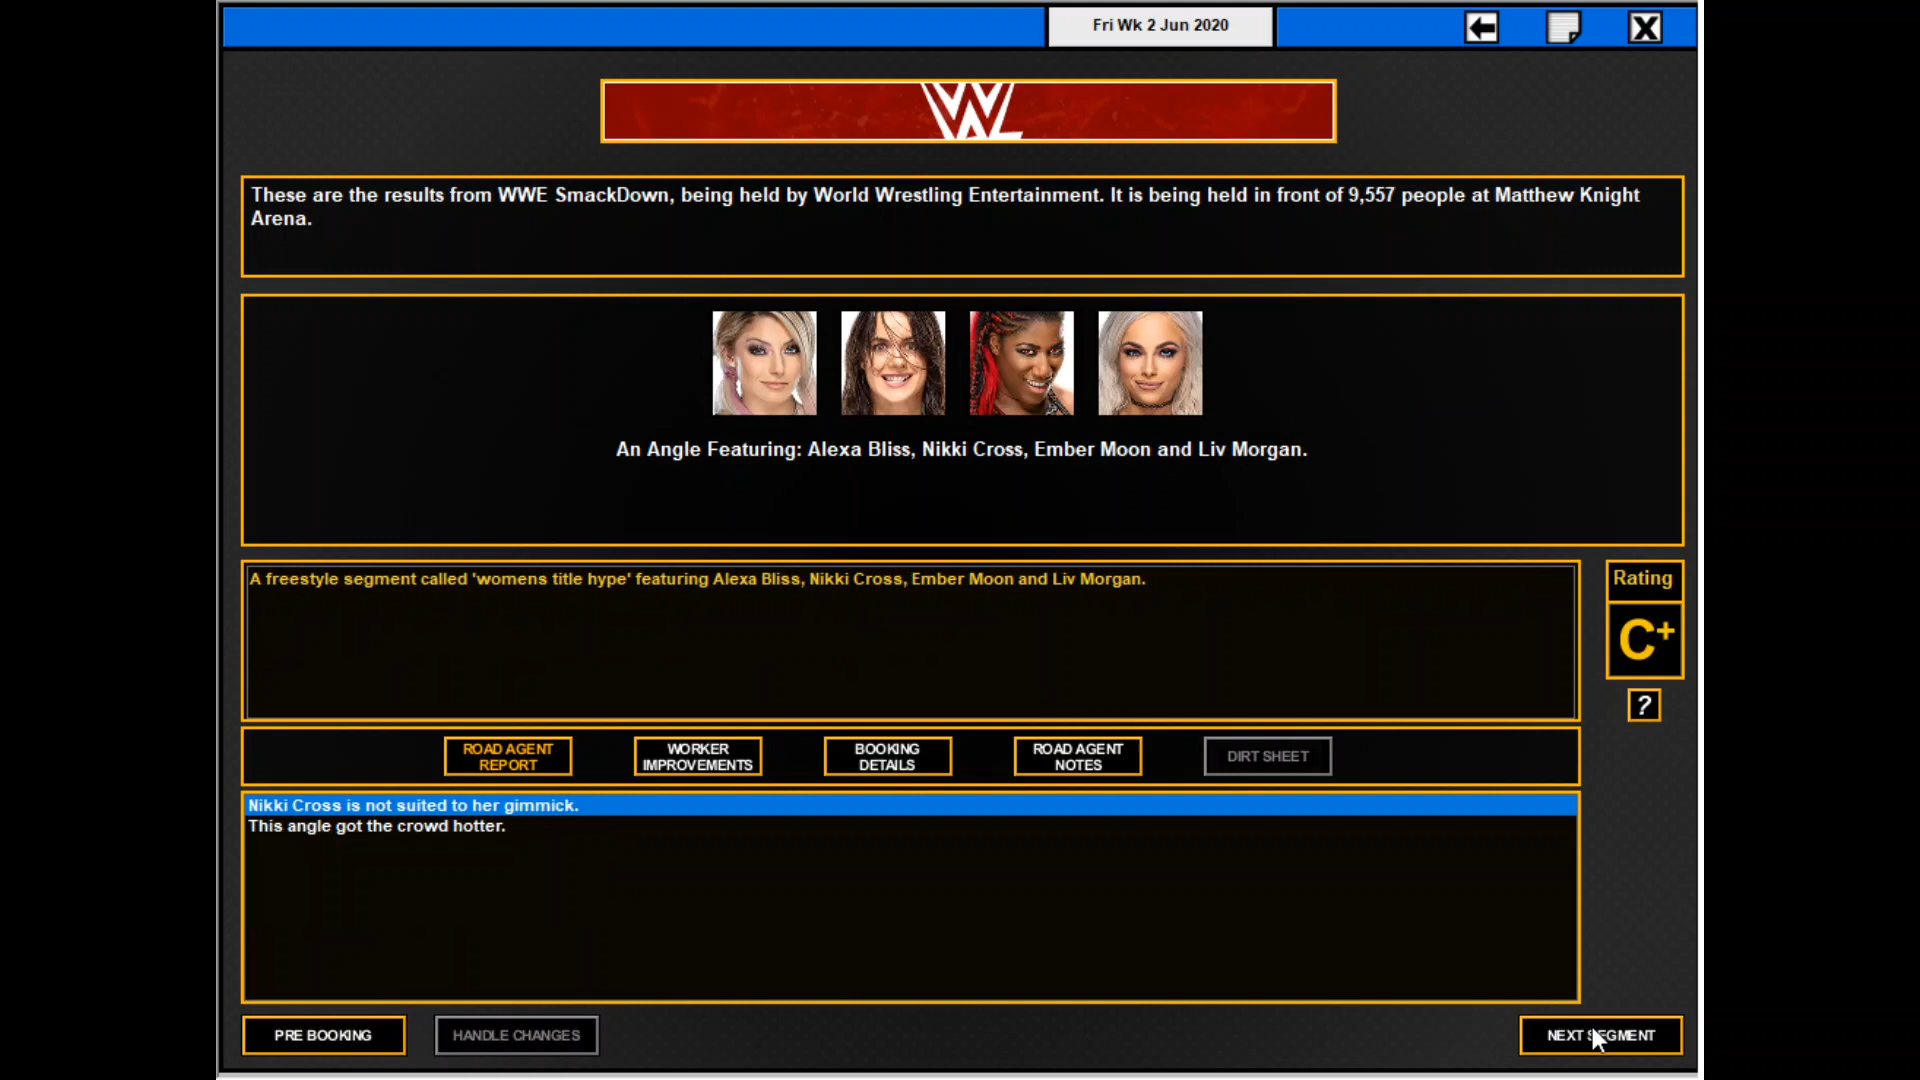 Fri Wk 2 Jun 2020
These are the results from WWE SmackDown, being held by World Wrestling Entertainment. It is being held in front of 9,557 people at Matthew Knight
Arena.
An Angle Featuring: Alexa Bliss, Nikki Cross, Ember Moon and Liv Morgan.
A freestyle segment called 'womens title hype' featuring Alexa Bliss, Nikki Cross, Ember Moon and Liv Morgan.
Rating
C+
?
ROAD AGENT
REPORT
WORKER
IMPROVEMENTS
BOOKING
DETAILS
ROAD AGENT
NOTES
DIRT SHEET
Nikki Cross is not suited to her gimmick.
This angle got the crowd hotter.
PRE BOOKING
HANDLE CHANGES
NEXT SEGMENT